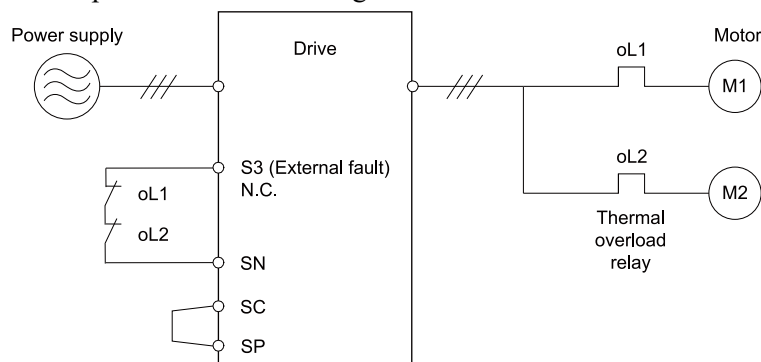 Power supply
Drive
oL1
Motor
M1
S3 (External fault)
N.C.
oL1
oL2
oL2
M2
Thermal
overload
relay
SN
SC
SP